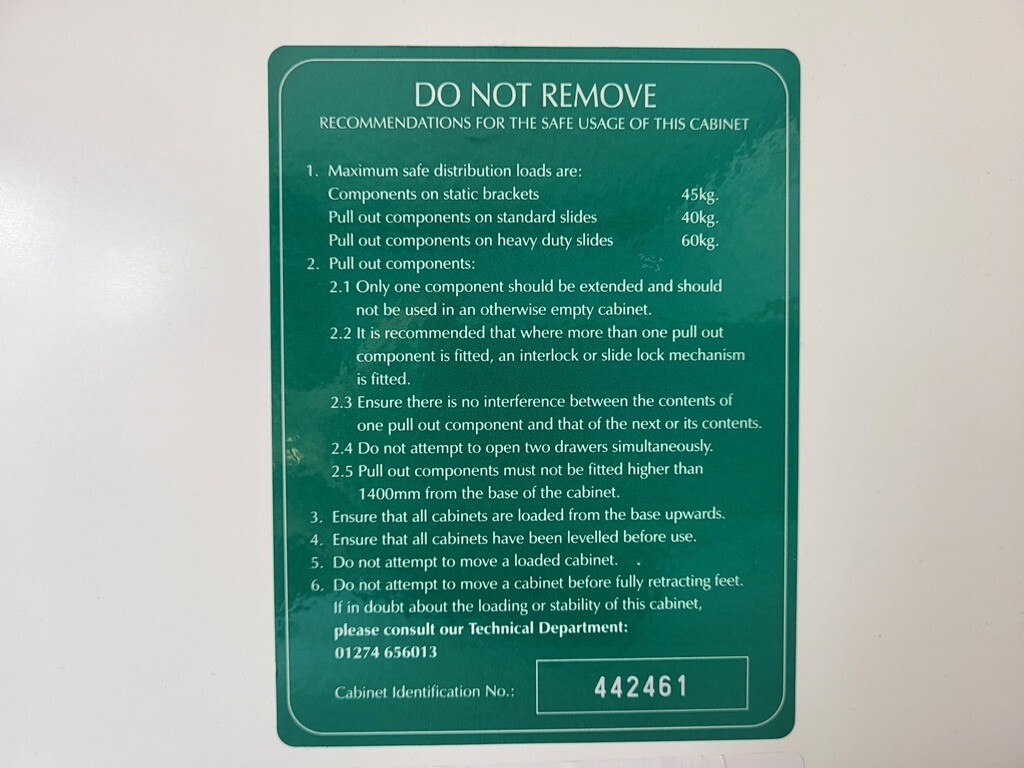 DO NOT REMOVE
RECOMMENDATIONS FOR THE SAFE USAGE OF THIS CABINET
1. Maximum safe distribution loads are:
Components on static brackets 45kg.
Pull out components on standard slides 40kg.
Pull out components on heavy duty slides 60kg.
2. Pull out components:
2.1 Only one component should be extended and should
not be used in an otherwise empty cabinet.
2.2 It is recommended that where more than one pull out
component is fitted, an interlock or slide lock mechanism
is fitted.
2.3 Ensure there is no interference between the contents of
one pull out component and that of the next or its contents.
2.4 Do not attempt to open two drawers simultaneously.
2.5 Pull out components must not be fitted higher than
1400mm from the base of the cabinet.
3. Ensure that all cabinets are loaded from the base upwards.
4. Ensure that all cabinets have been levelled before use.
5. Do not attempt to move a loaded cabinet.
6. Do not attempt to move a cabinet before fully retracting feet.
If in doubt about the loading or stability of this cabinet,
please consult our Technical Department:
01274 656013
Cabinet Identification No.: 442461